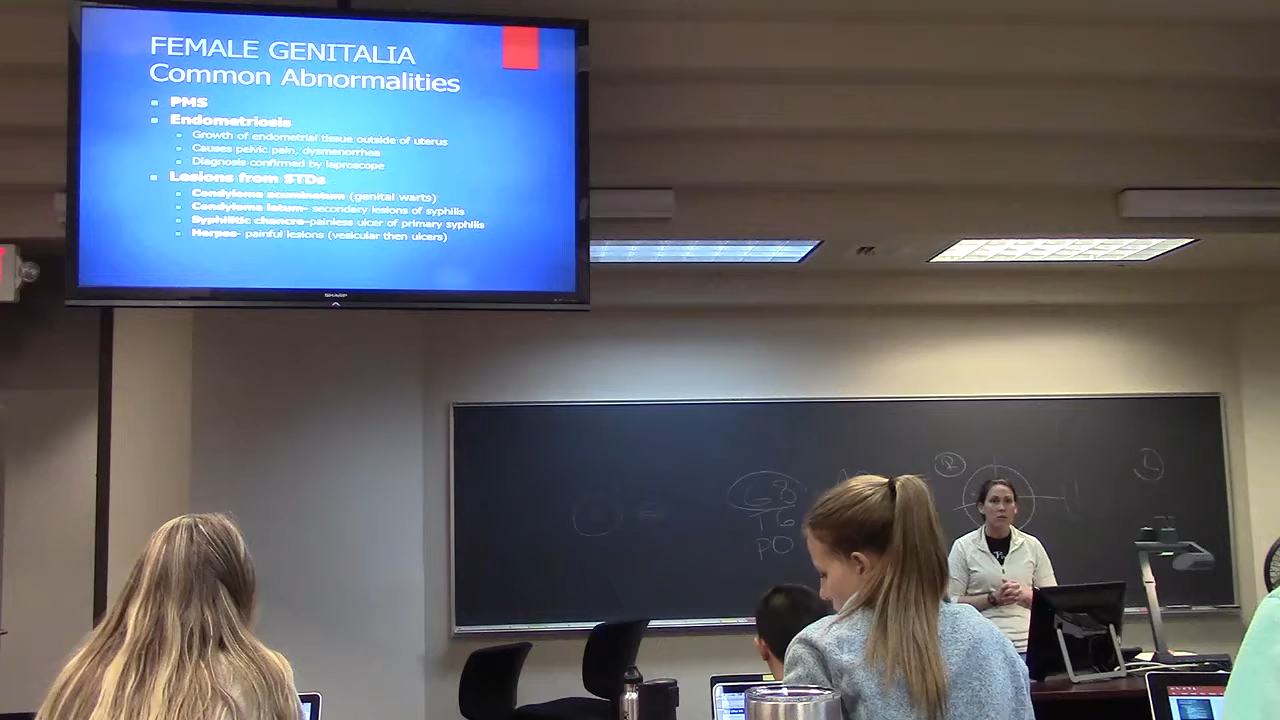 FEMALE GENITALIA
Common Abnormalities
PMS
Endometriosis
Growth of endometrial tissue outside of uterus
Causes pelvic pain, dysmenorrhea
Diagnosis confirmed by laproscope
Lesions from STDs
Condyloma acuminatum (genital warts)
Condyloma latum- secondary lesions of syphilis
Syphilitic chancre-painless ulcer of primary syphilis
Herpes- painful lesions (vesicular then ulcers)
SHARP
R
L
G8
T6
PO